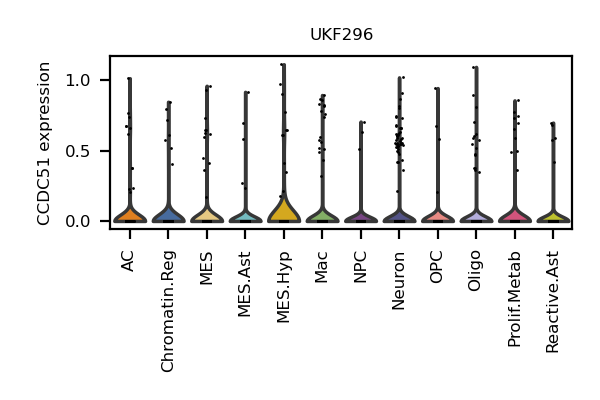 UKF296
CCDC51 expression
1.0
0.5
0.0
AC
Chromatin.Reg
MES
MES.Ast
MES.Hyp
Mac
NPC
Neuron
OPC
Oligo
Prolif.Metab
Reactive.Ast